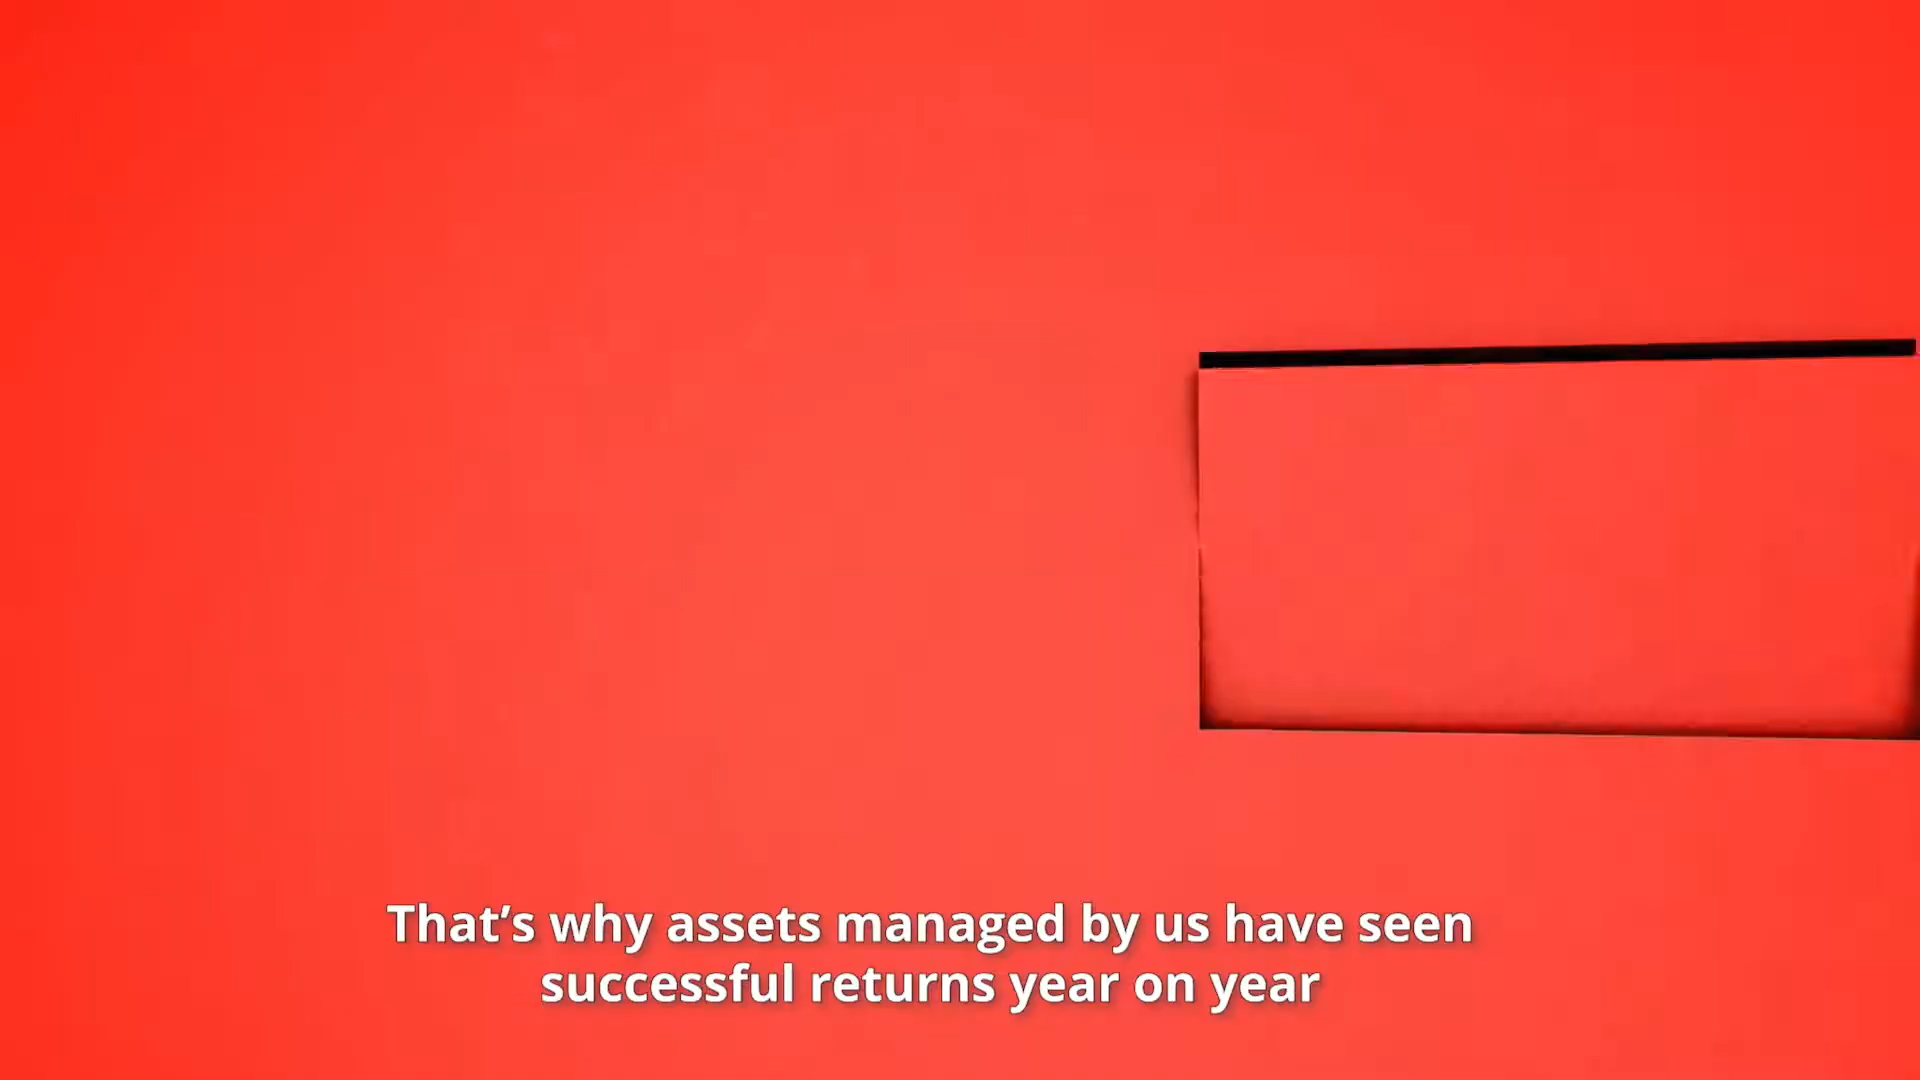 That’s why assets managed by us have seen
successful returns year on year